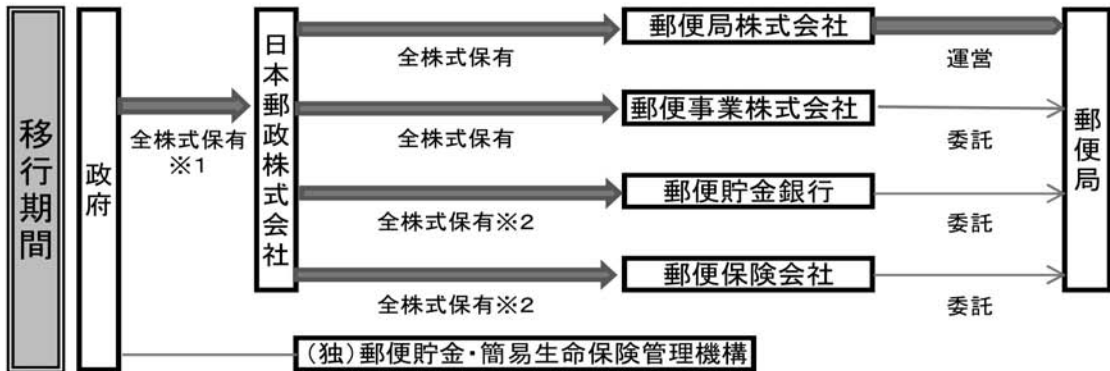 移行期間
政府
全株式保有
※1
日本郵政株式会社
全株式保有
郵便局株式会社
運営
全株式保有
郵便事業株式会社
委託
全株式保有※2
郵便貯金銀行
委託
全株式保有※2
郵便保険会社
委託
郵便局
(独)郵便貯金・簡易生命保険管理機構